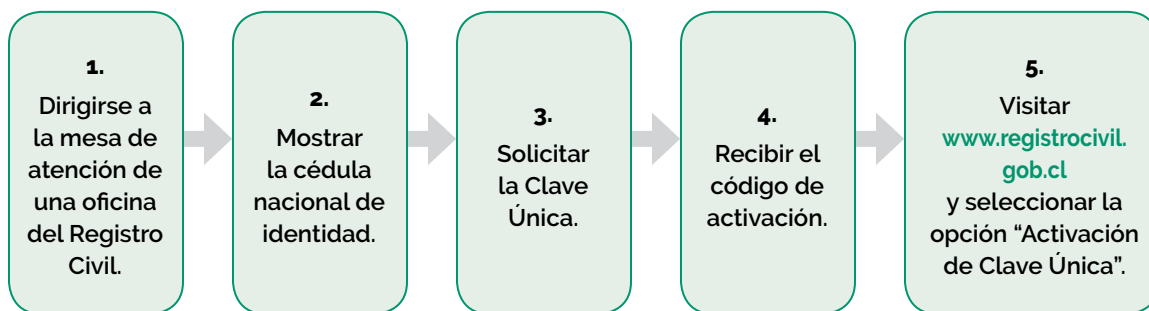 1.
Dirigirse a
la mesa de
atención de
una oficina
del Registro
Civil.
2.
Mostrar
la cédula
nacional de
identidad.
3.
Solicitar
la Clave
Única.
4.
Recibir el
código de
activación.
5.
Visitar
www.registrocivil.
gob.cl
y seleccionar la
opción “Activación
de Clave Única”.